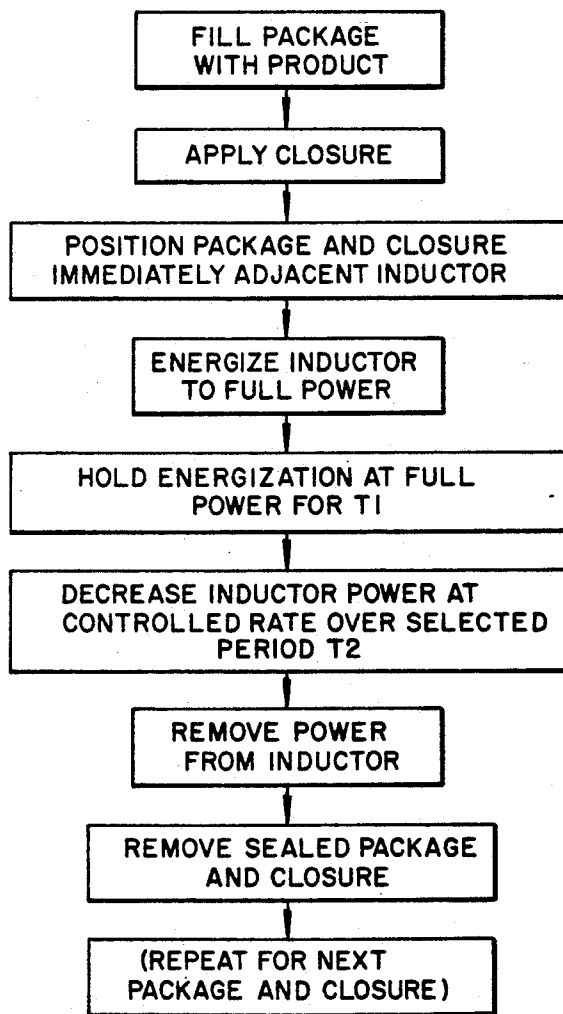 FILL PACKAGE
WITH PRODUCT
APPLY CLOSURE
POSITION PACKAGE AND CLOSURE
IMMEDIATELY ADJACENT INDUCTOR
ENERGIZE INDUCTOR
TO FULL POWER
HOLD ENERGIZATION AT FULL
POWER FOR T1
DECREASE INDUCTOR POWER AT
CONTROLLED RATE OVER SELECTED
PERIOD T2
REMOVE POWER
FROM INDUCTOR
REMOVE SEALED PACKAGE
AND CLOSURE
(REPEAT FOR NEXT
PACKAGE AND CLOSURE)